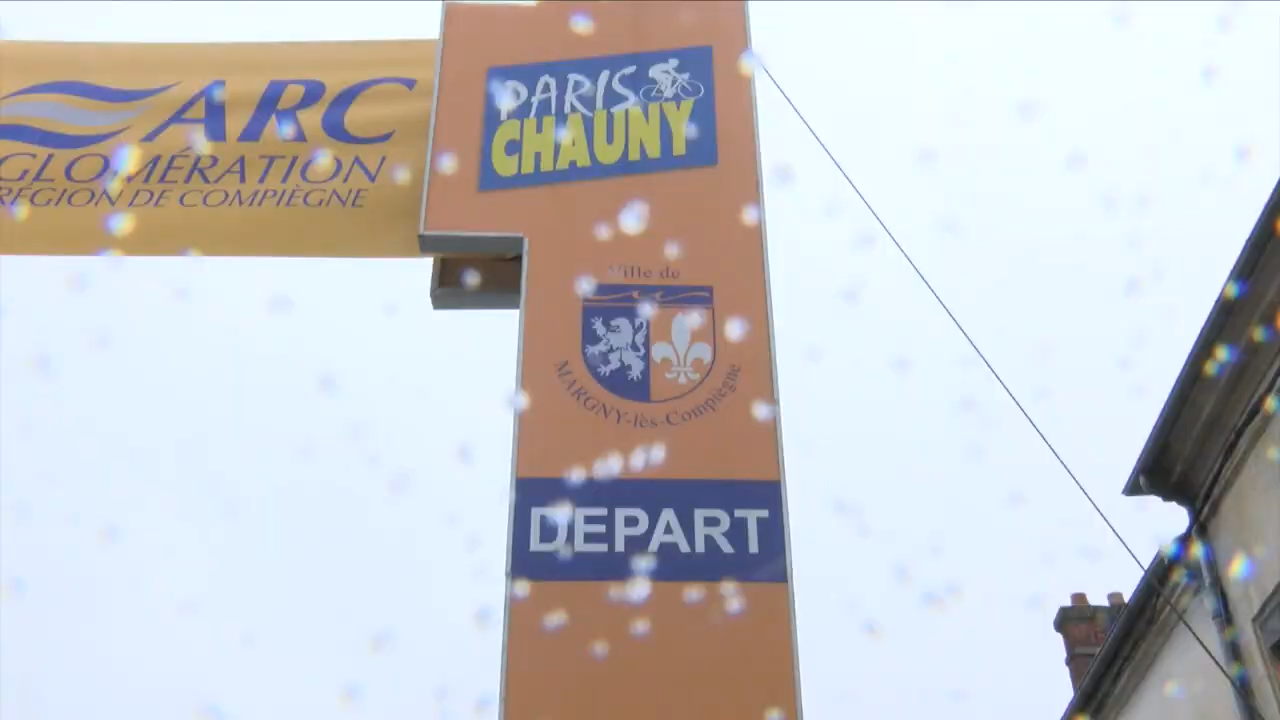 ARC
GLOMÉRATION
RÉGION DE COMPIÈGNE
PARIS
CHAUNY
Ville de
MARGNY-lès-Compiègne
DEPART